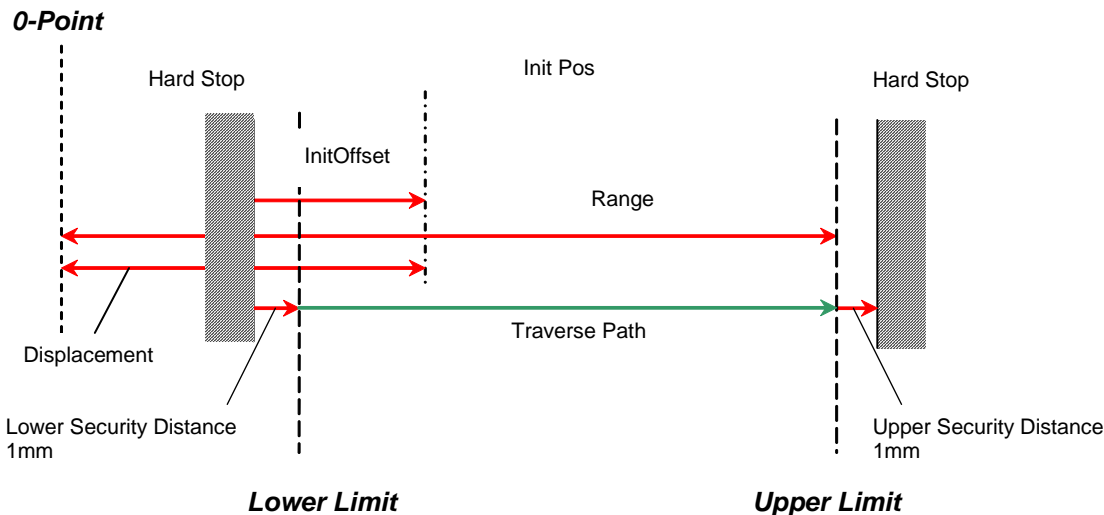 0-Point
Hard Stop
Init Pos
Hard Stop
InitOffset
Range
Traverse Path
Displacement
Lower Security Distance
1mm
Upper Security Distance
1mm
Lower Limit
Upper Limit